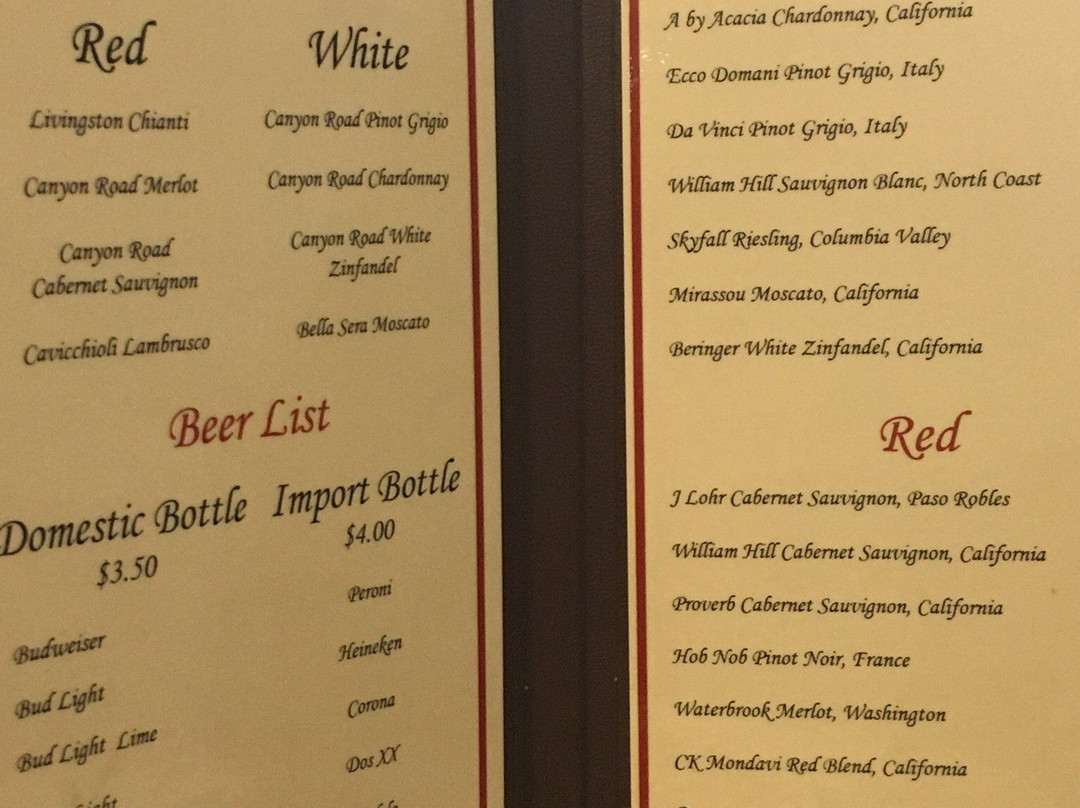 Red
Livingston Chianti
Canyon Road Merlot
Canyon Road
Cabernet Sauvignon
Cavicchioli Lambrusco
White
Canyon Road Pinot Grigio
Canyon Road Chardonnay
Canyon Road White
Zinfandel
Bella Sera Moscato
Beer List
Domestic Bottle
$3.50
Budweiser
Bud Light
Bud Light Lime
Import Bottle
$4.00
Peroni
Heineken
Corona
Dos XX
A by Acacia Chardonnay, California
Ecco Domani Pinot Grigio, Italy
Da Vinci Pinot Grigio, Italy
William Hill Sauvignon Blanc, North Coast
Skyfall Riesling, Columbia Valley
Mirassou Moscato, California
Beringer White Zinfandel, California
Red
J Lohr Cabernet Sauvignon, Paso Robles
William Hill Cabernet Sauvignon, California
Proverb Cabernet Sauvignon, California
Hob Nob Pinot Noir, France
Waterbrook Merlot, Washington
CK Mondavi Red Blend, California